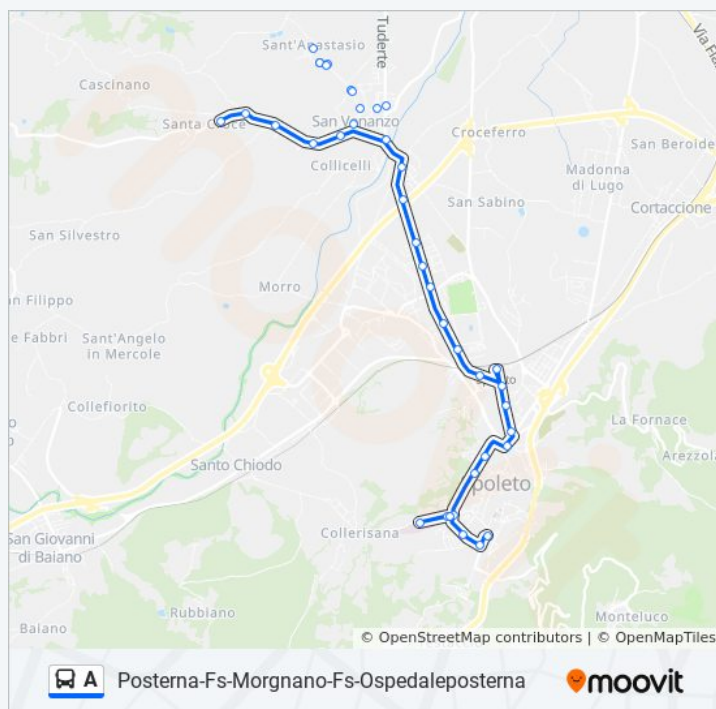 Sant'Anastasio
Tuderte
Via Fla
Cascinano
Santa Croce
San Venanzo
Croceferro
San Beroide
Collicelli
Madonna
di Lugo
San Sabino
Cortaccione
San Silvestro
Morro
an Filippo
e Fabbri
Sant'Angelo
in Mercole
Collefiorito
La Fornace
Arezzola
Santo Chiodo
poleto
Collerisana
San Giovanni
di Baiano
Rubbiano
Baiano
Monteluco
© OpenStreetMap contributors | © OpenMapTiles
A Posterna-Fs-Morgnano-Fs-Ospedaleposterna
moovit